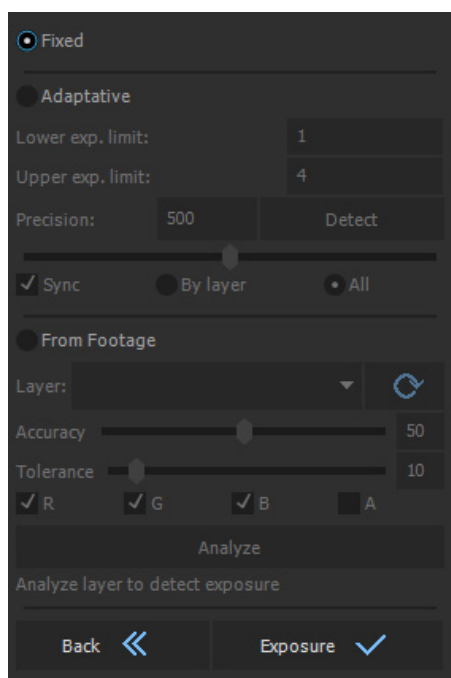 Fixed
Adaptative
Lower exp. limit: 1
Upper exp. limit: 4
Precision: 500 Detect
Sync By layer All
From Footage
Layer:
Accuracy 50
Tolerance 10
R G B A
Analyze
Analyze layer to detect exposure
Back Exposure